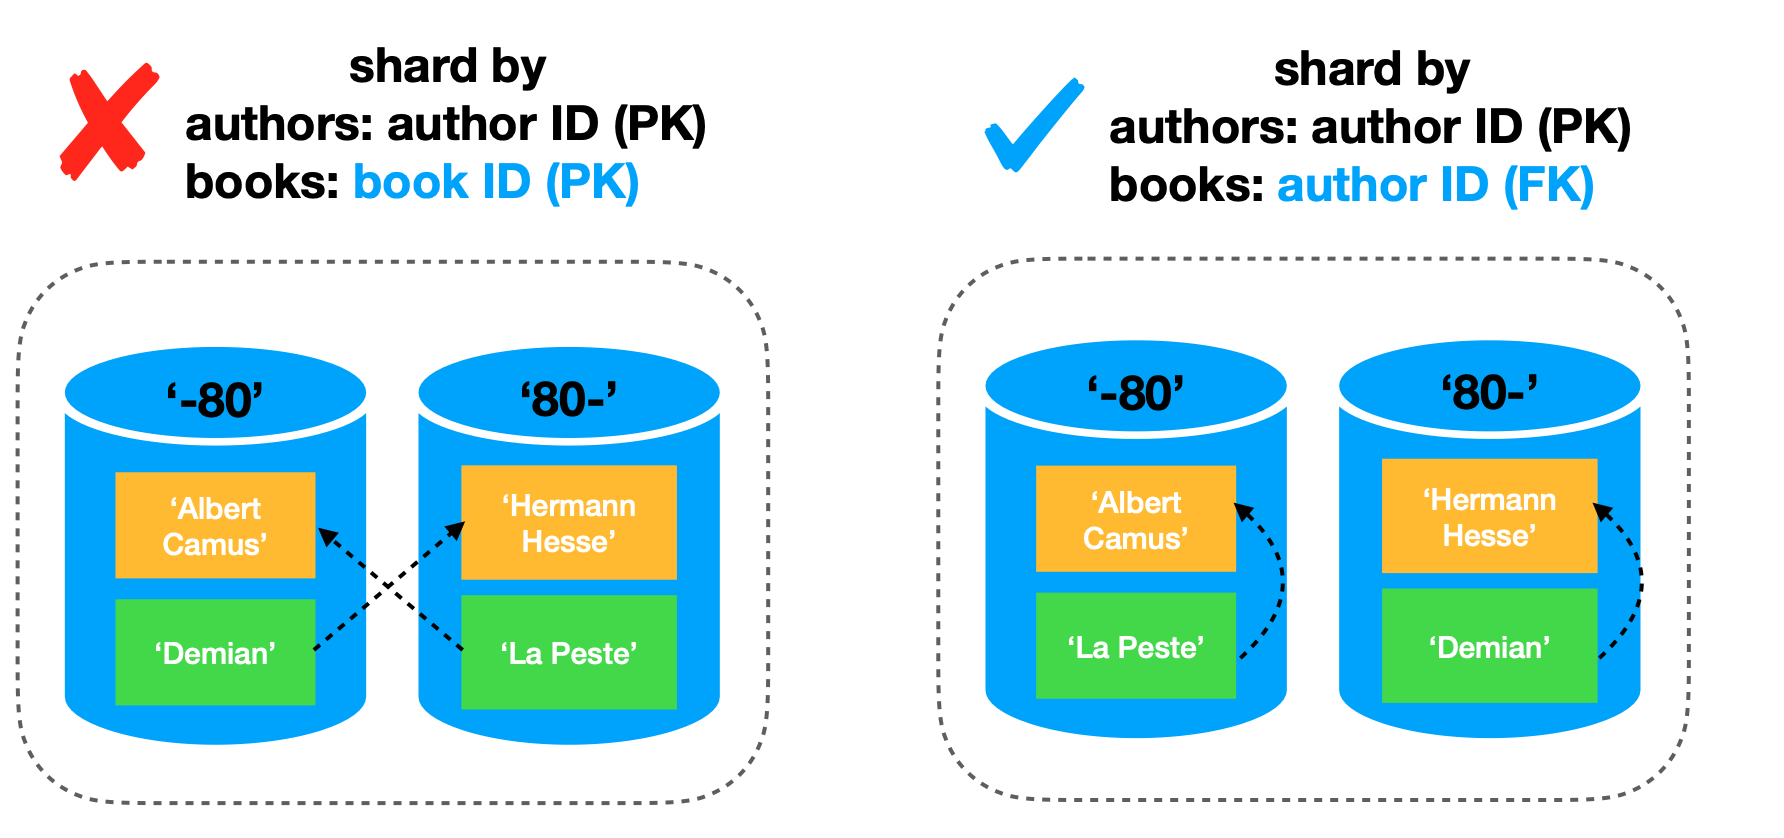 shard by
authors: author ID (PK)
books: book ID (PK)
‘-80’
‘80-’
‘Albert
Camus’
‘Hermann
Hesse’
‘Demian’
‘La Peste’
shard by
authors: author ID (PK)
books: author ID (FK)
‘-80’
‘80-’
‘Albert
Camus’
‘Hermann
Hesse’
‘La Peste’
‘Demian’